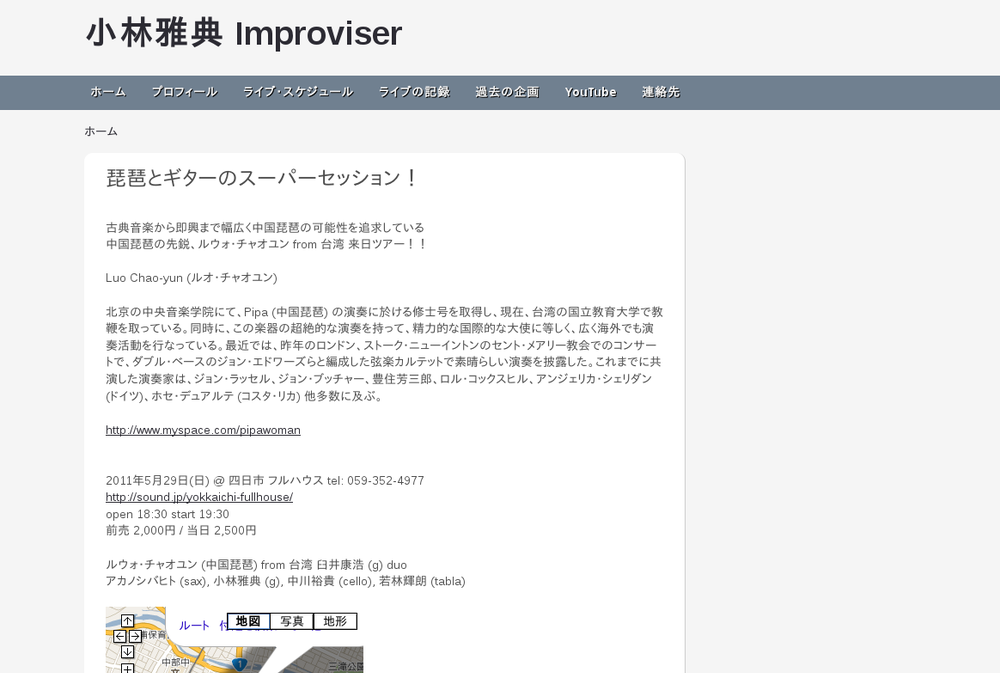 小林雅典 Improviser
ホーム プロフィール ライブ・スケジュール ライブの記録 過去の企画 YouTube 連絡先
ホーム
琵琶とギターのスーパーセッション！
古典音楽から即興まで幅広く中国琵琶の可能性を追求している
中国琵琶の先鋭、ルウォ・チャオユン from 台湾 来日ツアー！！
Luo Chao-yun (ルオ・チャオユン)
北京の中央音楽学院にて、Pipa (中国琵琶) の演奏に於ける修士号を取得し、現在、台湾の国立教育大学で教
鞭を取っている。同時に、この楽器の超絶的な演奏を持って、精力的な国際的な大使に等しく、広く海外でも演
奏活動を行なっている。最近では、昨年のロンドン、ストーク・ニューイントンのセント・メアリー教会でのコンサー
トで、ダブル・ベースのジョン・エドワーズらと編成した弦楽カルテットで素晴らしい演奏を披露した。これまでに共
演した演奏家は、ジョン・ラッセル、ジョン・ブッチャー、豊住芳三郎、ロル・コックスヒル、アンジェリカ・シェリダン
(ドイツ)、ホセ・デュアルテ (コスタ・リカ) 他多数に及ぶ。
http://www.myspace.com/pipawoman
2011年5月29日(日) @ 四日市 フルハウス tel: 059-352-4977
http://sound.jp/yokkaichi-fullhouse/
open 18:30 start 19:30
前売 2,000円 / 当日 2,500円
ルウォ・チャオユン (中国琵琶) from 台湾 臼井康浩 (g) duo
アカノシバヒト (sax), 小林雅典 (g), 中川裕貴 (cello), 若林輝朗 (tabla)
ルート 地図 写真 地形
保育
中部中
1
三滝公園